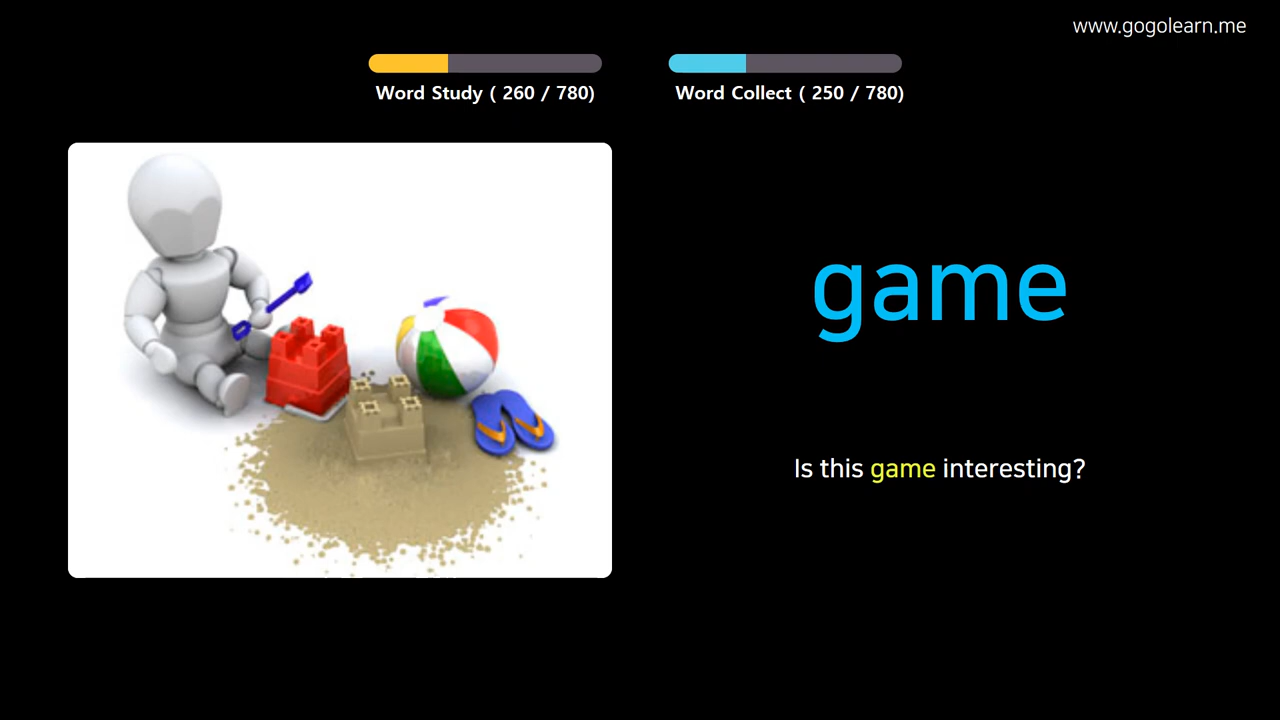 www.gogolearn.me
Word Study ( 260 / 780)
Word Collect ( 250 / 780)
game
Is this game interesting?